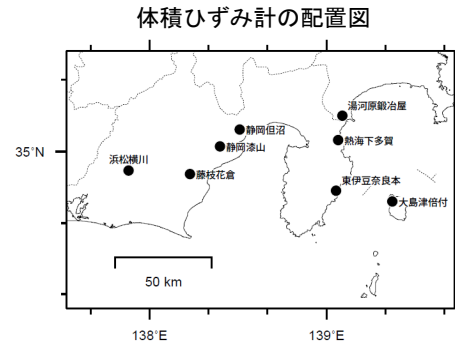 体積ひずみ計の配置図
湯河原鍛冶屋
静岡但沼
熱海下多賀
静岡漆山
35°N
浜松横川
藤枝花倉
東伊豆奈良本
大島津倍付
50 km
138°E
139°E